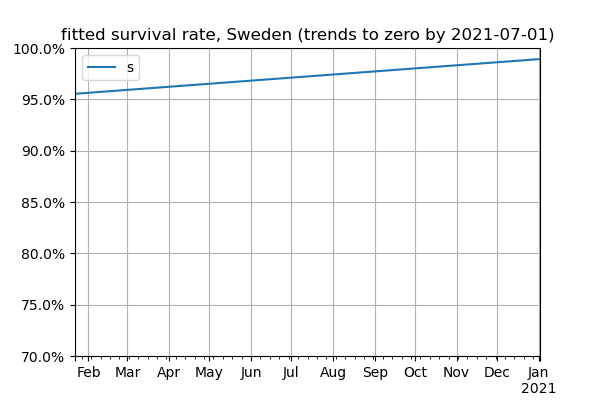 fitted survival rate, Sweden (trends to zero by 2021-07-01)
100.0%
s
95.0%
90.0%
85.0%
80.0%
75.0%
70.0%
Feb Mar Apr May Jun Jul Aug Sep Oct Nov Dec Jan
2021